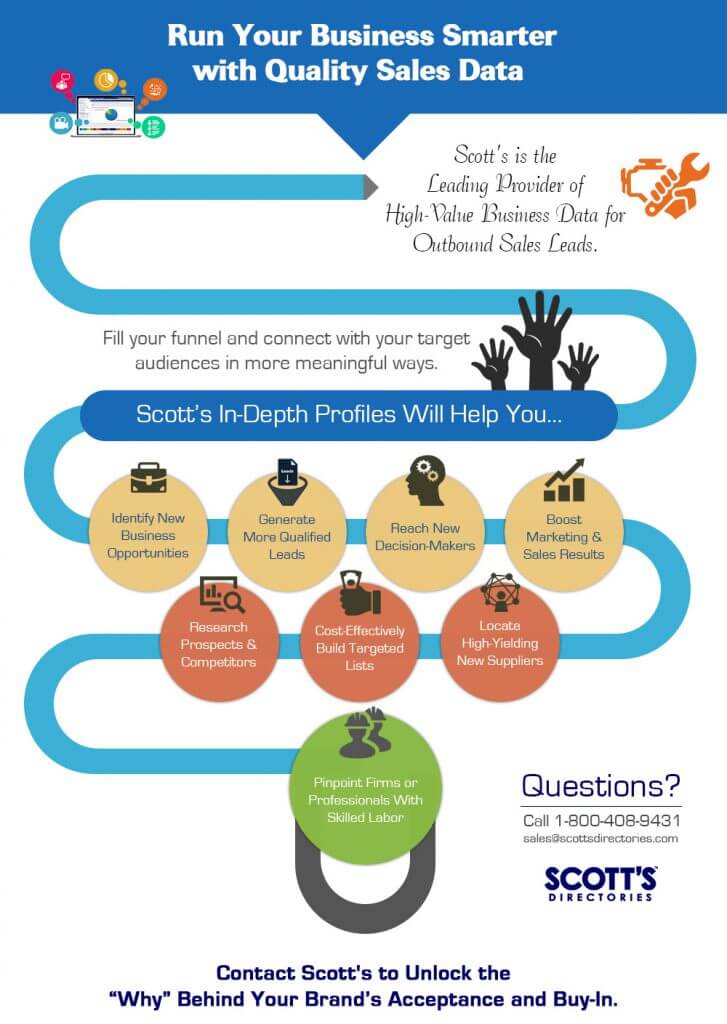 Run Your Business Smarter
with Quality Sales Data
Scott's is the
Leading Provider of
High-Value Business Data for
Outbound Sales Leads.
Fill your funnel and connect with your target
audiences in more meaningful ways.
Scott's In-Depth Profiles Will Help You...
Identify New
Business
Opportunities
Leads
Generate
More Qualified
Leads
Reach New
Decision-Makers
Boost
Marketing &
Sales Results
Research
Prospects &
Competitors
Cost-Effectively
Build Targeted
Lists
Locate
High-Yielding
New Suppliers
Pinpoint Firms or
Professionals With
Skilled Labor
Questions?
Call 1-800-408-9431
sales@scottsdirectories.com
SCOTT'S™
DIRECTORIES
Contact Scott's to Unlock the
“Why” Behind Your Brand's Acceptance and Buy-In.